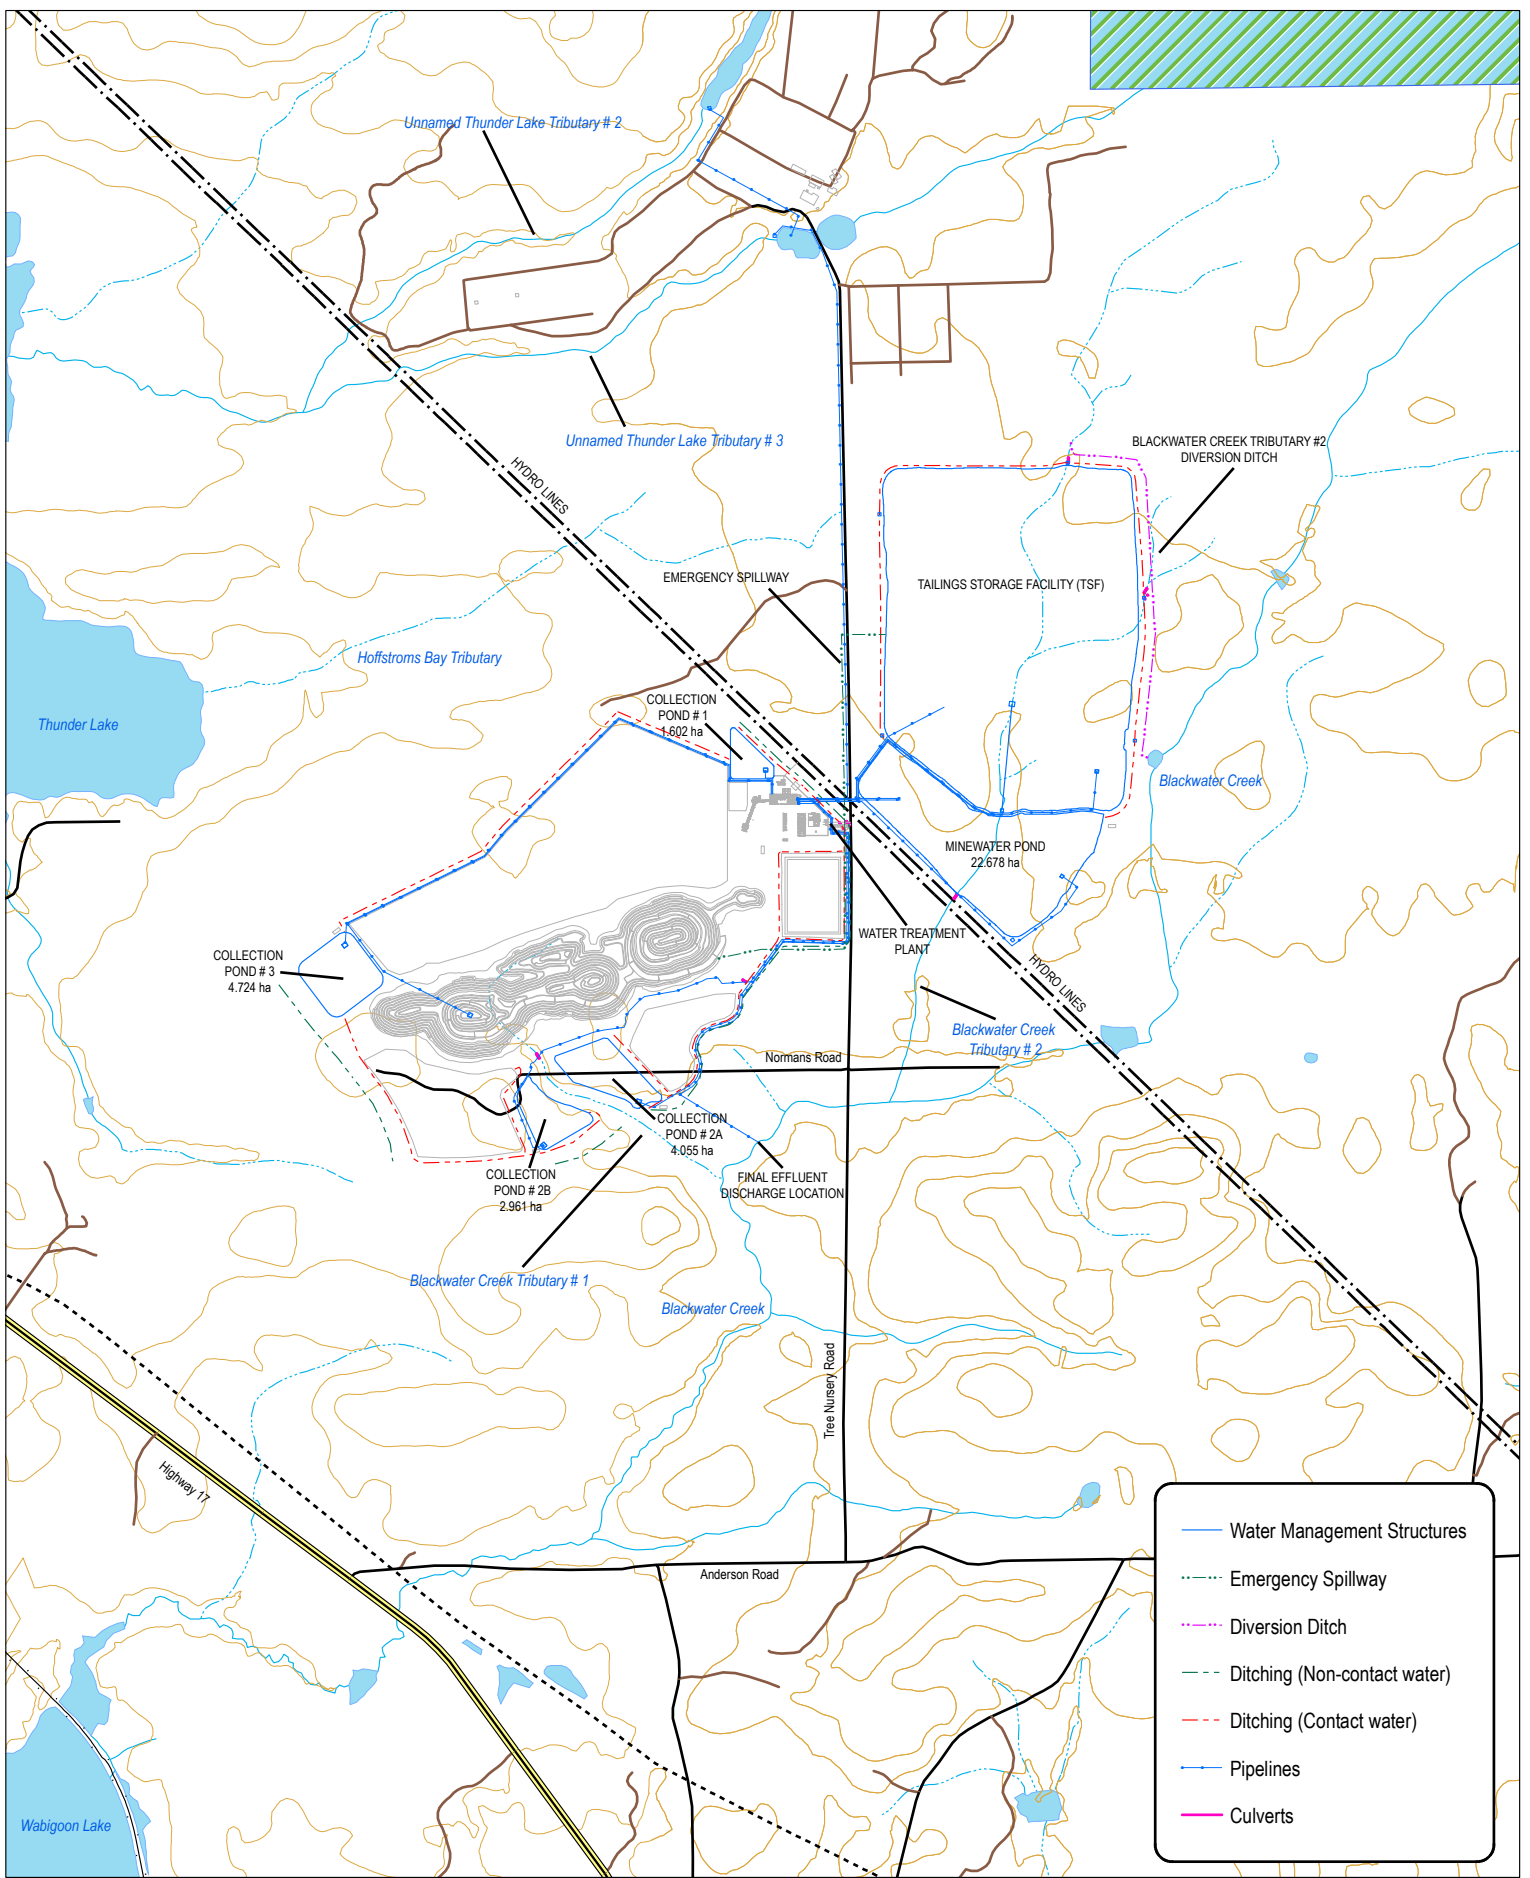 Unnamed Thunder Lake Tributary # 2
Unnamed Thunder Lake Tributary # 3
BLACKWATER CREEK TRIBUTARY #2
DIVERSION DITCH
HYDRO LINES
EMERGENCY SPILLWAY
TAILINGS STORAGE FACILITY (TSF)
Hoffstroms Bay Tributary
Thunder Lake
COLLECTION
POND # 1
1.602 ha
Blackwater Creek
MINEWATER POND
22.678 ha
WATER TREATMENT
PLANT
COLLECTION
POND # 3
4.724 ha
HYDRO LINES
Blackwater Creek
Tributary # 2
Normans Road
COLLECTION
POND # 2A
4.055 ha
COLLECTION
POND # 2B
2.961 ha
FINAL EFFLUENT
DISCHARGE LOCATION
Blackwater Creek Tributary # 1
Blackwater Creek
Tree Nursery Road
Highway 17
Anderson Road
Wabigoon Lake
Water Management Structures
Emergency Spillway
Diversion Ditch
Ditching (Non-contact water)
Ditching (Contact water)
Pipelines
Culverts